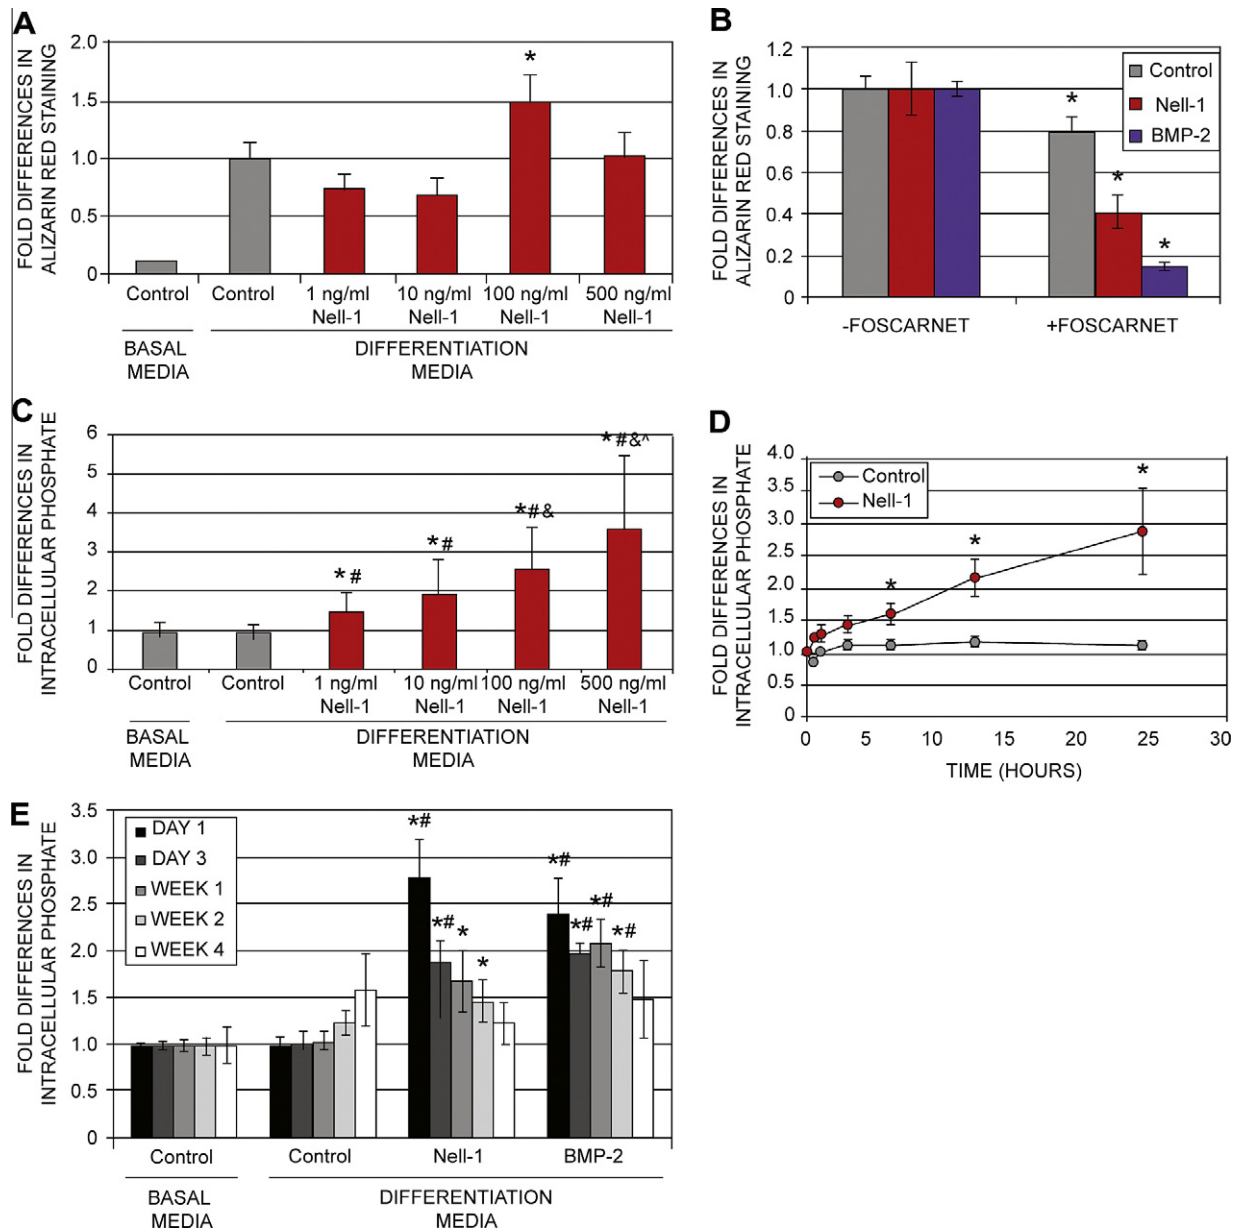 A
FOLD DIFFERENCES IN
ALIZARIN RED STAINING
2.0
1.5
1.0
0.5
0
*
Control
Control
1 ng/ml
Nell-1
10 ng/ml
Nell-1
100 ng/ml
Nell-1
500 ng/ml
Nell-1
BASAL
MEDIA
DIFFERENTIATION
MEDIA
B
FOLD DIFFERENCES IN
ALIZARIN RED STAINING
1.2
1.0
0.8
0.6
0.4
0.2
0
Control
Nell-1
BMP-2
*
*
*
-FOSCARNET
+FOSCARNET
C
FOLD DIFFERENCES IN
INTRACELLULAR PHOSPHATE
6
5
4
3
2
1
0
*#
*#
*#&
*#&^
Control
Control
1 ng/ml
Nell-1
10 ng/ml
Nell-1
100 ng/ml
Nell-1
500 ng/ml
Nell-1
BASAL
MEDIA
DIFFERENTIATION
MEDIA
D
FOLD DIFFERENCES IN
INTRACELLULAR PHOSPHATE
4.0
3.5
3.0
2.5
2.0
1.5
1.0
0.5
0
Control
Nell-1
*
*
*
0
5
10
15
20
25
30
TIME (HOURS)
E
FOLD DIFFERENCES IN
INTRACELLULAR PHOSPHATE
3.5
3.0
2.5
2.0
1.5
1.0
0.5
0
DAY 1
DAY 3
WEEK 1
WEEK 2
WEEK 4
*#
*#
*
*
*#
*#
*#
*#
Control
Control
Nell-1
BMP-2
BASAL
MEDIA
DIFFERENTIATION
MEDIA